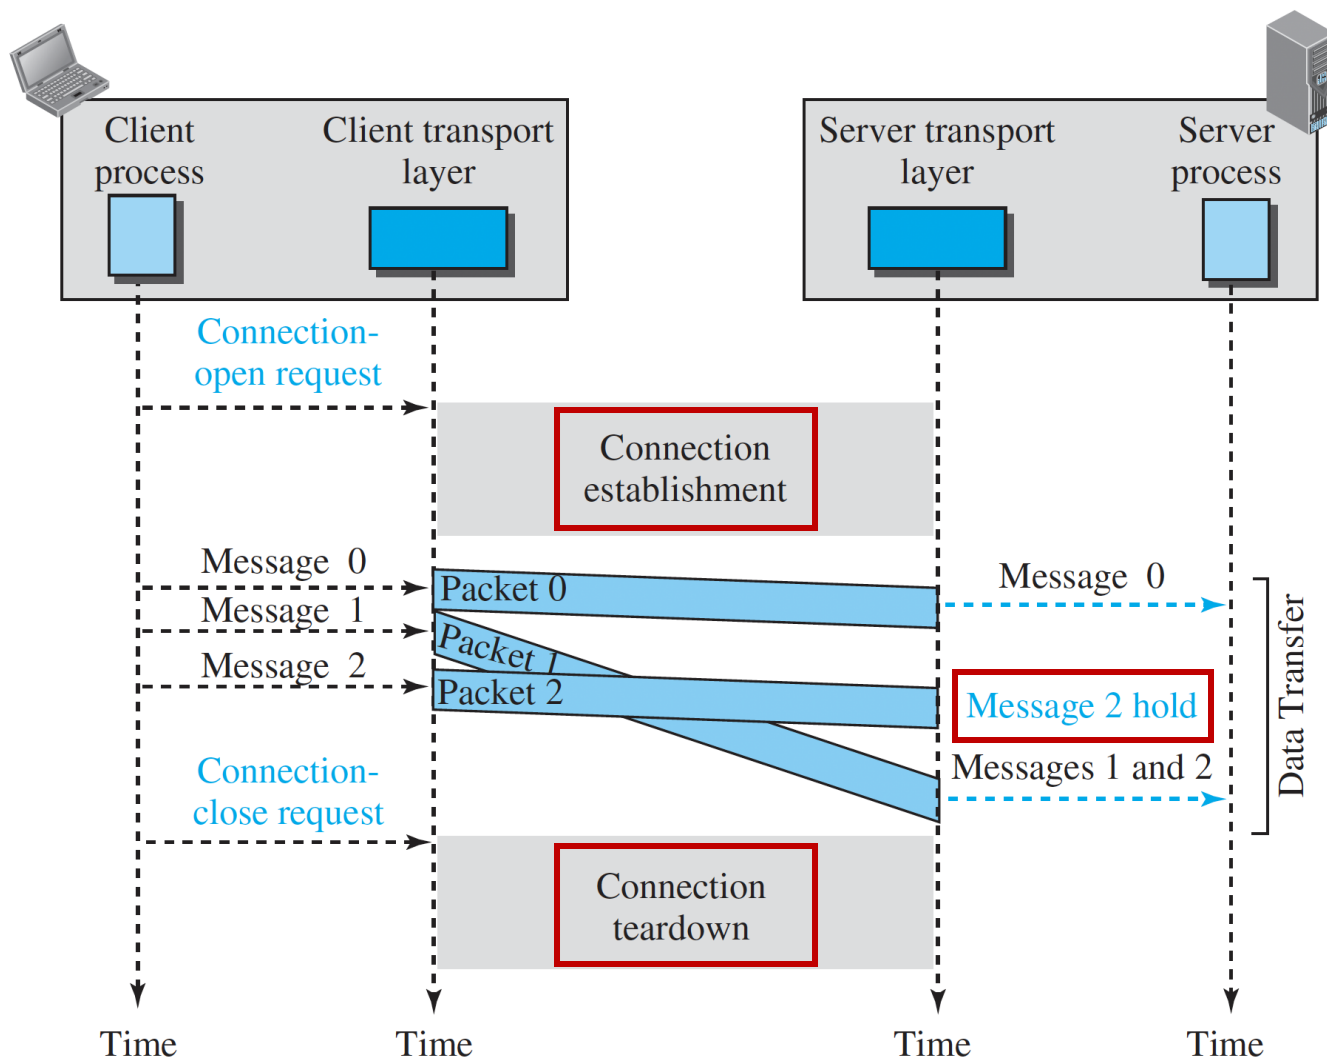 Client
process
Client transport
layer
Server transport
layer
Server
process
Connection-
open request
Connection
establishment
Message 0
Packet 0
Message 0
Message 1
Packet 1
Message 2
Packet 2
Message 2 hold
Messages 1 and 2
Data Transfer
Connection-
close request
Connection
teardown
Time
Time
Time
Time